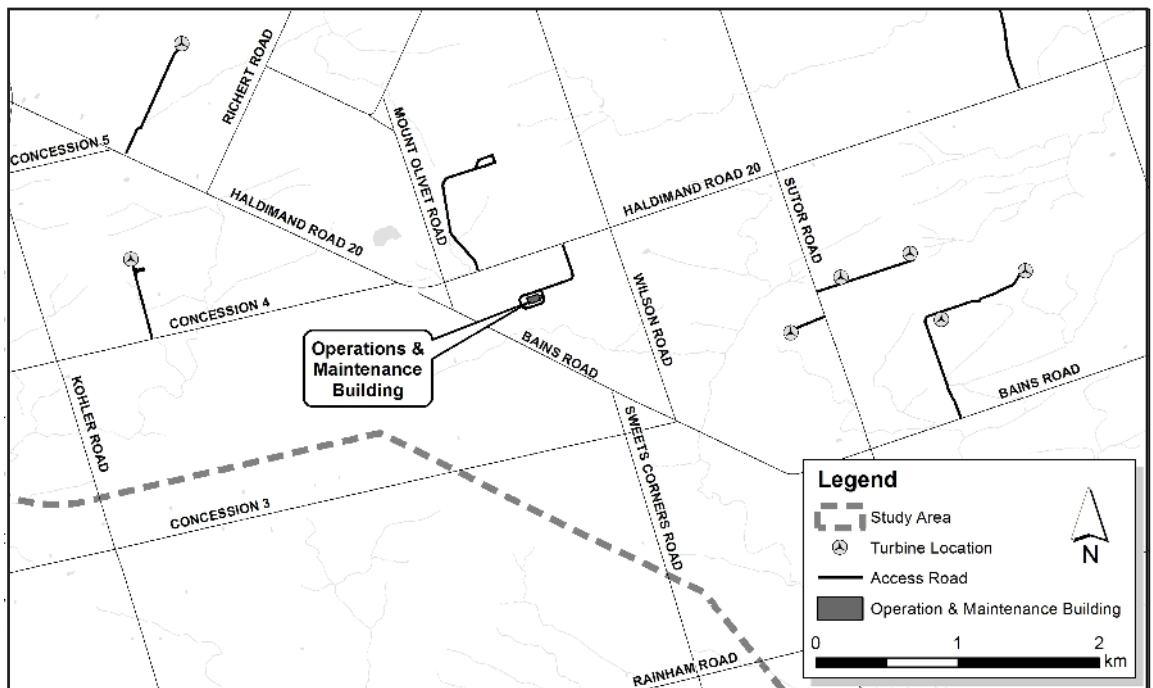 RICHERT ROAD
MOUNT OLIVET ROAD
CONCESSION 5
HALDIMAND ROAD 20
HALDIMAND ROAD 20
SUTOR ROAD
WILSON ROAD
CONCESSION 4
Operations &
Maintenance
Building
BAINS ROAD
BAINS ROAD
KOHLER ROAD
SWEETS CORNERS ROAD
CONCESSION 3
RAINHAM ROAD
Legend
Study Area
Turbine Location
Access Road
Operation & Maintenance Building
N
0 1 2
km